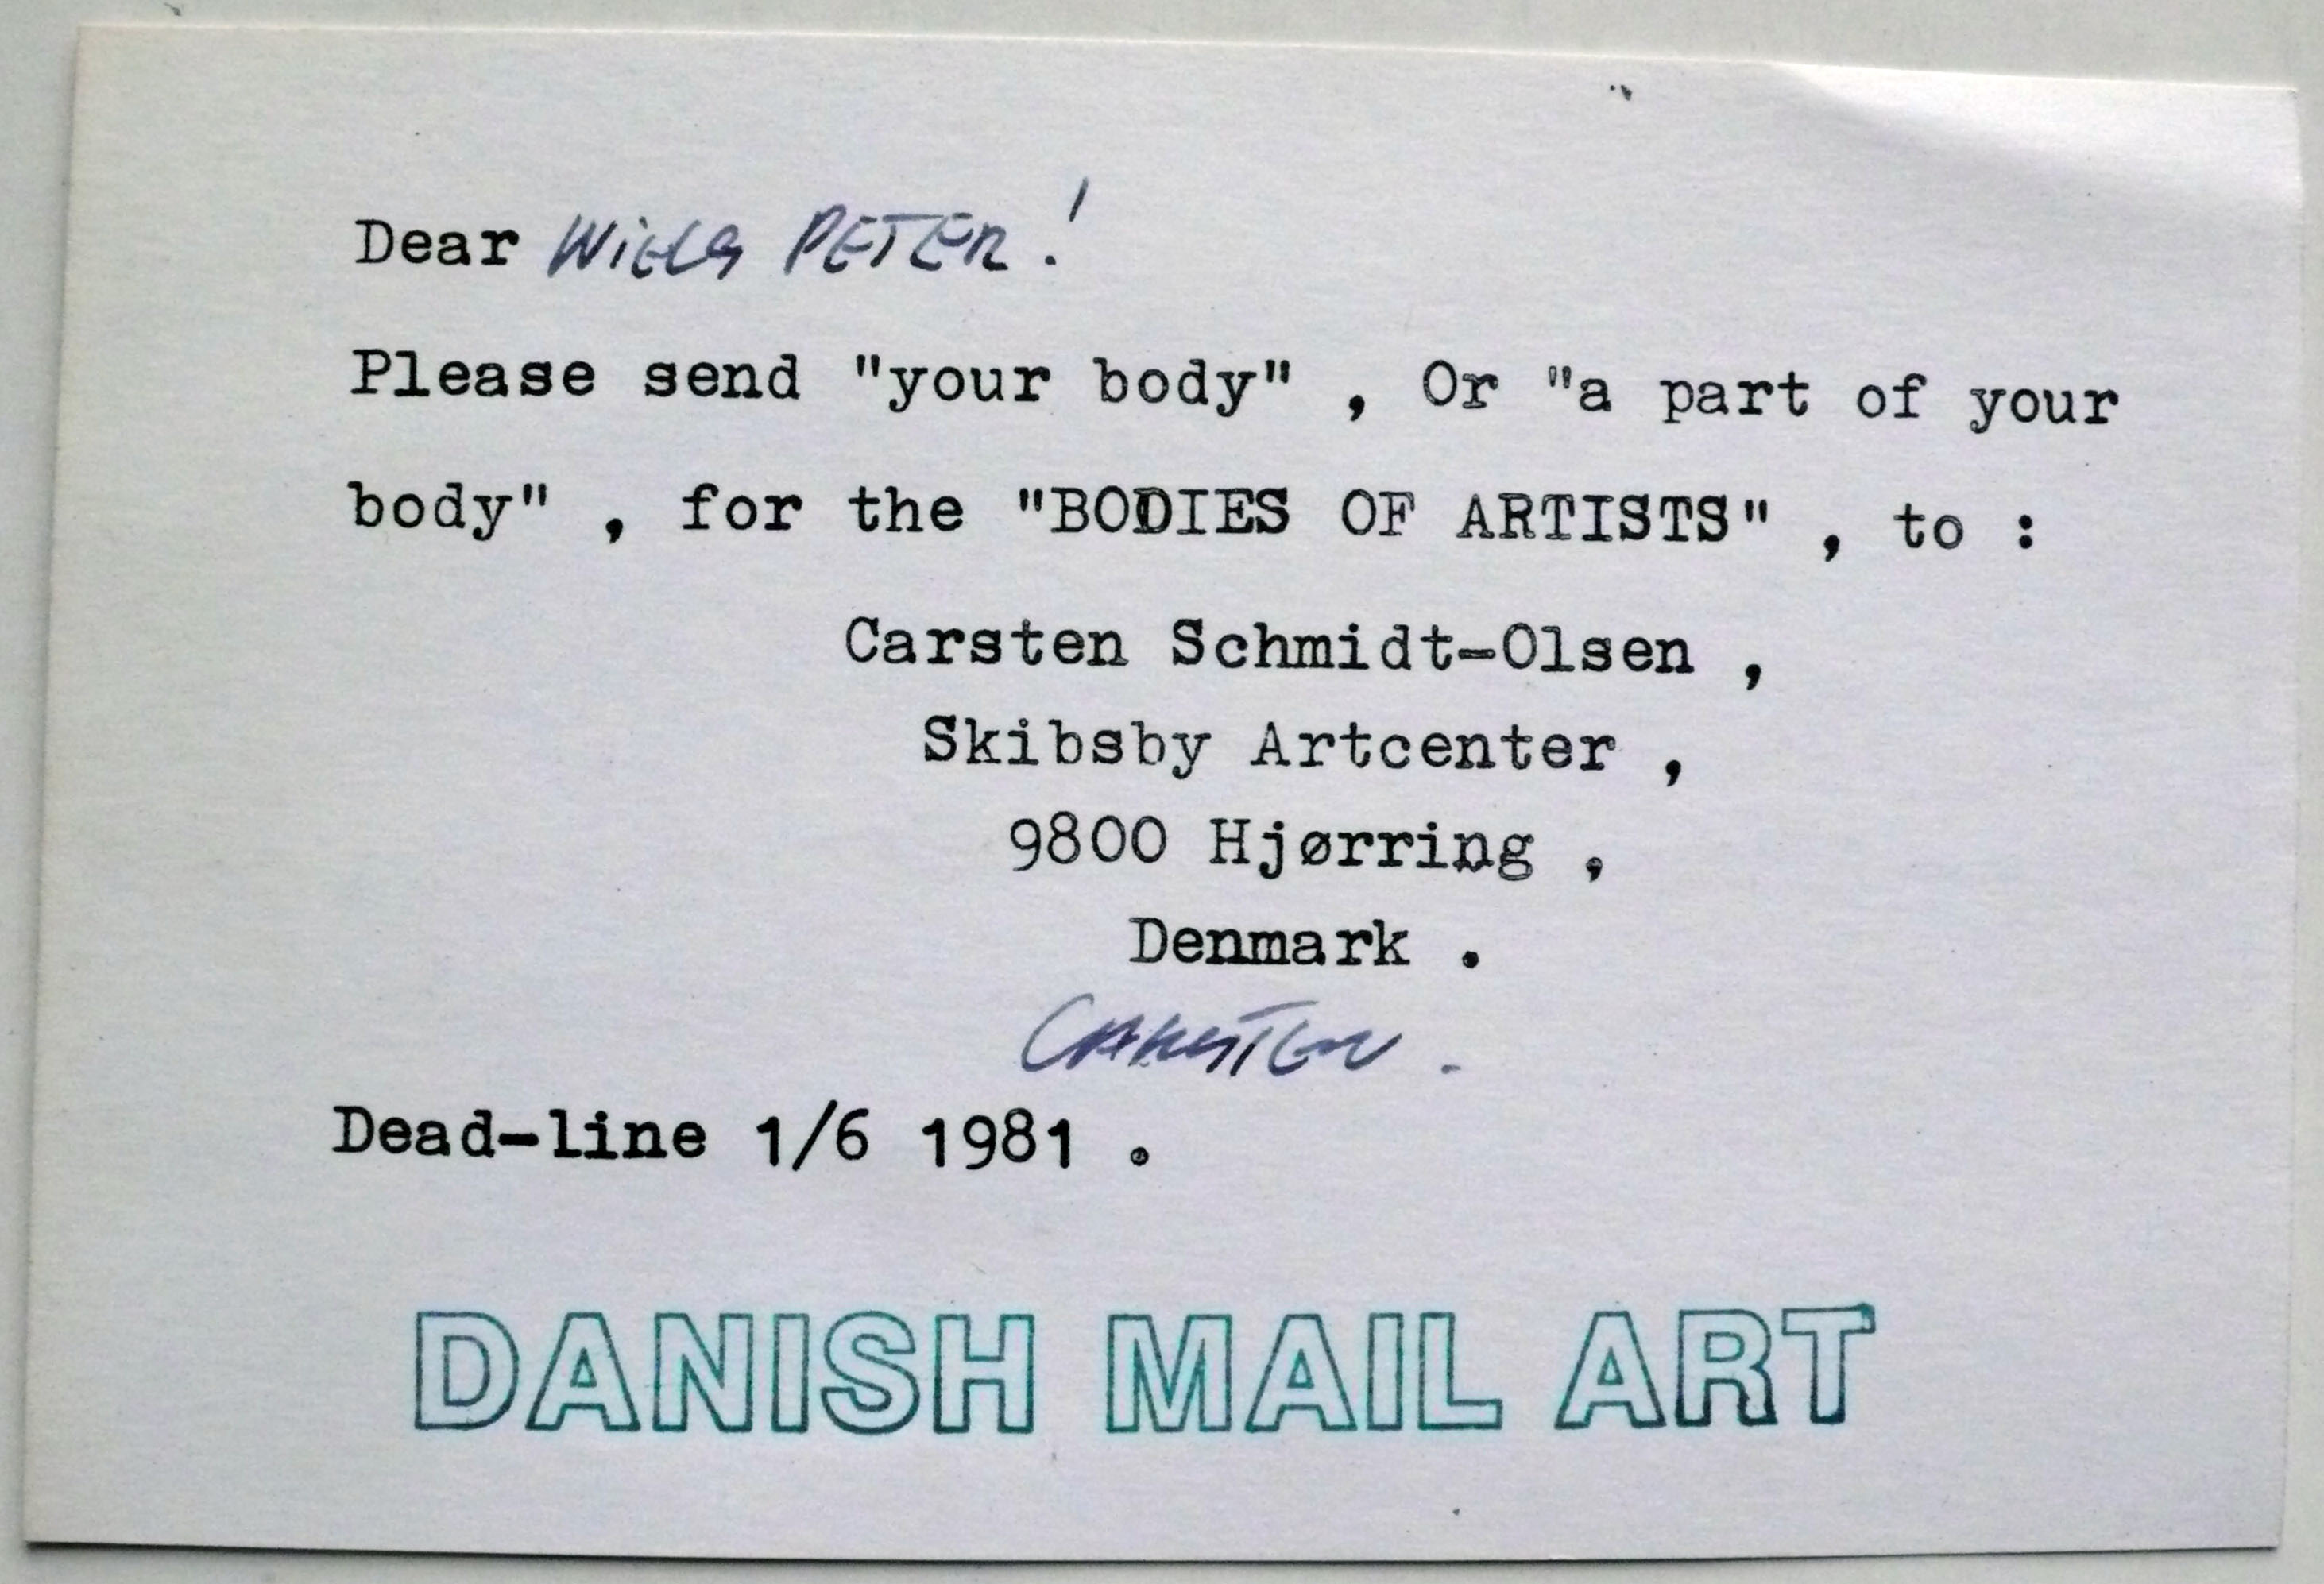 Dear PETER!
Please send "your body" , Or "a part of your
body" , for the "BODIES OF ARTISTS" , to :
Carsten Schmidt-Olsen ,
Skibsby Artcenter ,
9800 Hjørring ,
Denmark .
CARSTEN .
Dead-line 1/6 1981 .
DANISH MAIL ART